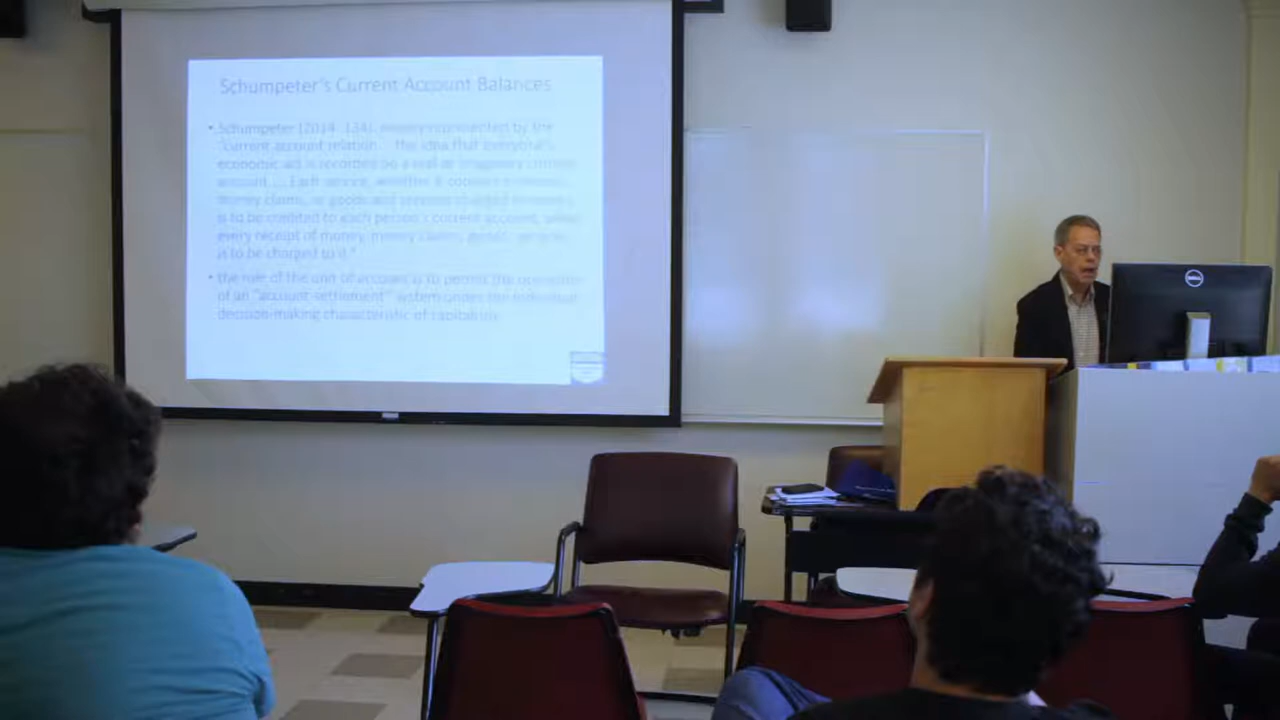 Schumpeter's Current Account Balances
• Schumpeter (2014 134), money represented by the
"current account relation. the idea that everybody's
economic act is recorded on a real or imaginary current
account ... Each service, whether it consists in
money claims, or goods and services
is to be credited to each person's current account, while
every receipt of money, money claims, goods, services
is to be charged to it."
• the role of the unit of account is to permit the operation
of an "account-settlement" system under the individual
decision-making characteristic of capitalism
DELL